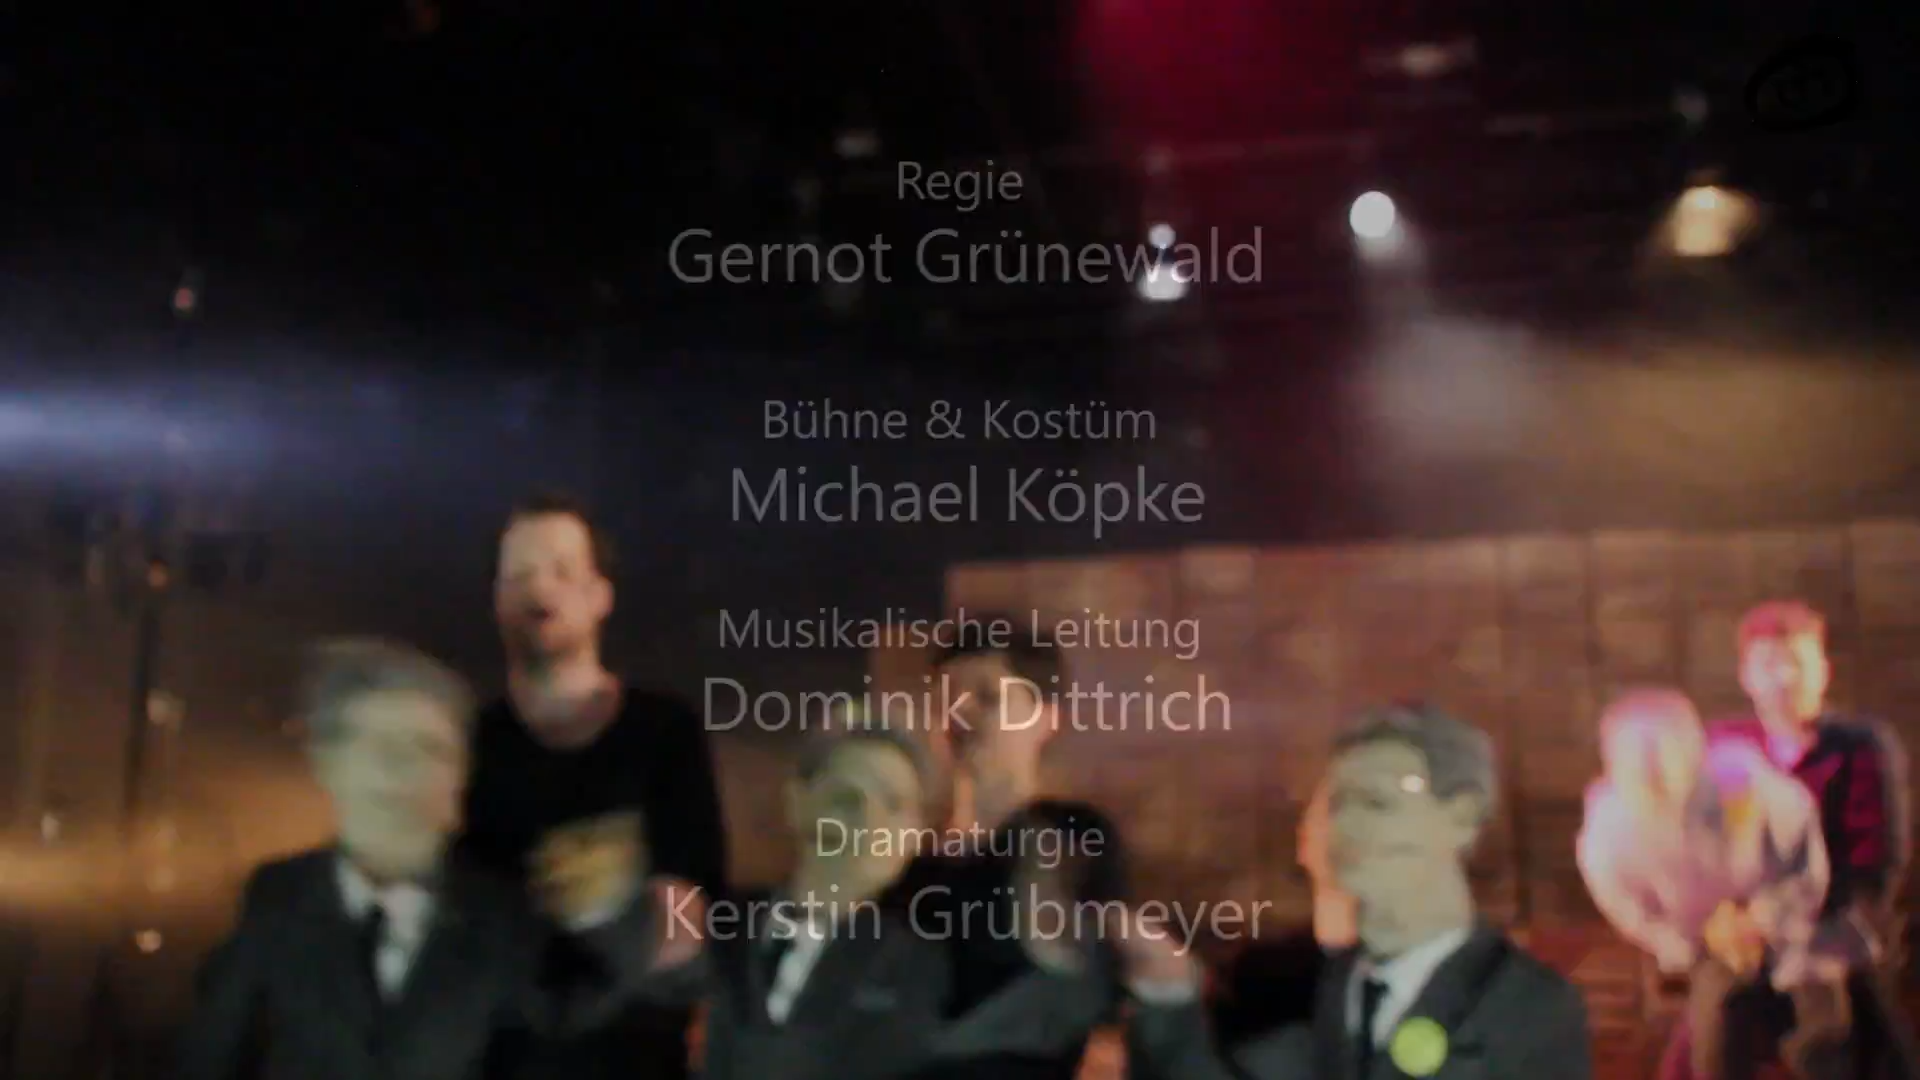 Regie
Gernot Grünewald
Bühne & Kostüm
Michael Köpke
Musikalische Leitung
Dominik Dittrich
Dramaturgie
Kerstin Grübmeyer